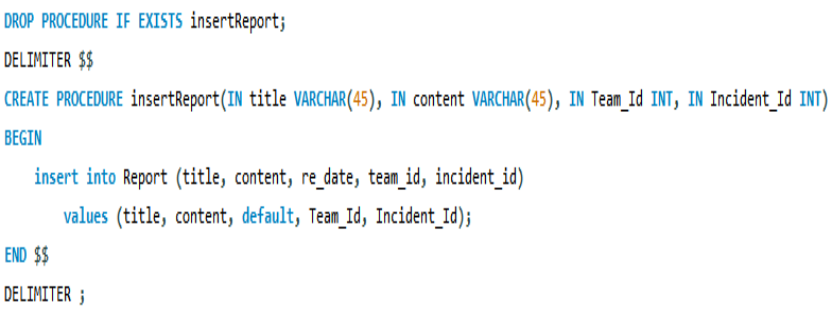 DROP PROCEDURE IF EXISTS insertReport;
DELIMITER $$
CREATE PROCEDURE insertReport(IN title VARCHAR(45), IN content VARCHAR(45), IN Team_Id INT, IN Incident_Id INT)
BEGIN
insert into Report (title, content, re_date, team_id, incident_id)
values (title, content, default, Team_Id, Incident_Id);
END $$
DELIMITER ;